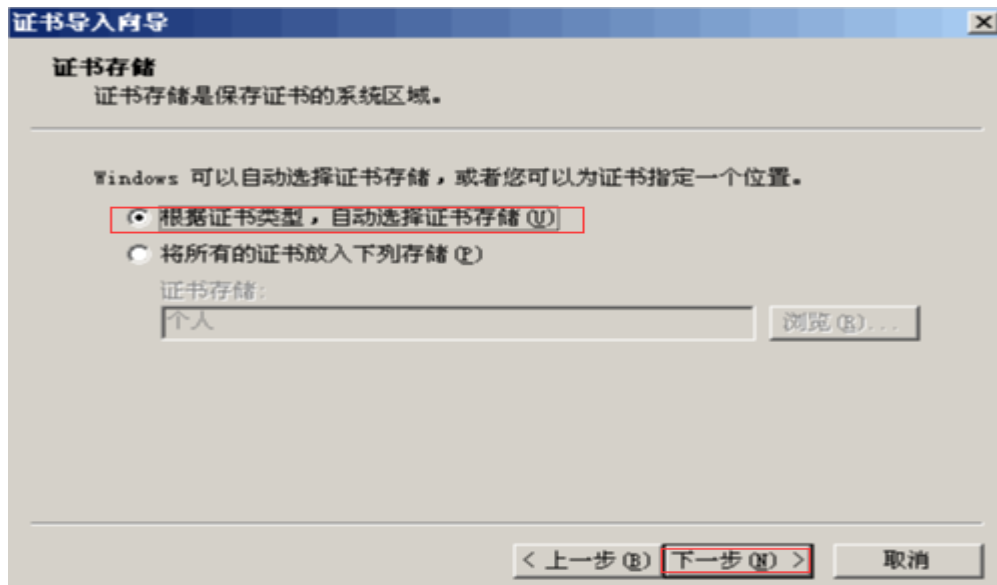 证书导入向导
证书存储
证书存储是保存证书的系统区域。
Windows 可以自动选择证书存储，或者您可以为证书指定一个位置。
根据证书类型，自动选择证书存储(U)
将所有的证书放入下列存储(P)
证书存储:
个人
浏览(R)...
< 上一步(B) 下一步(N) > 取消